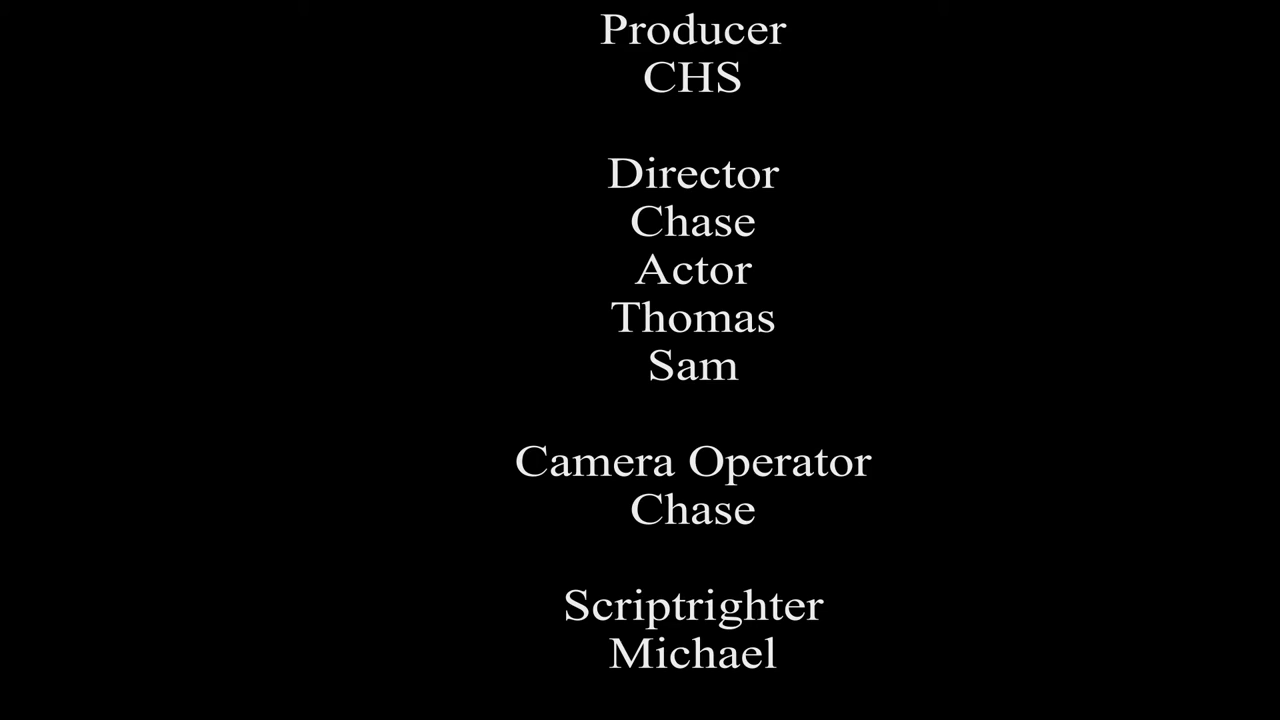 Producer
CHS
Director
Chase
Actor
Thomas
Sam
Camera Operator
Chase
Scriptrighter
Michael